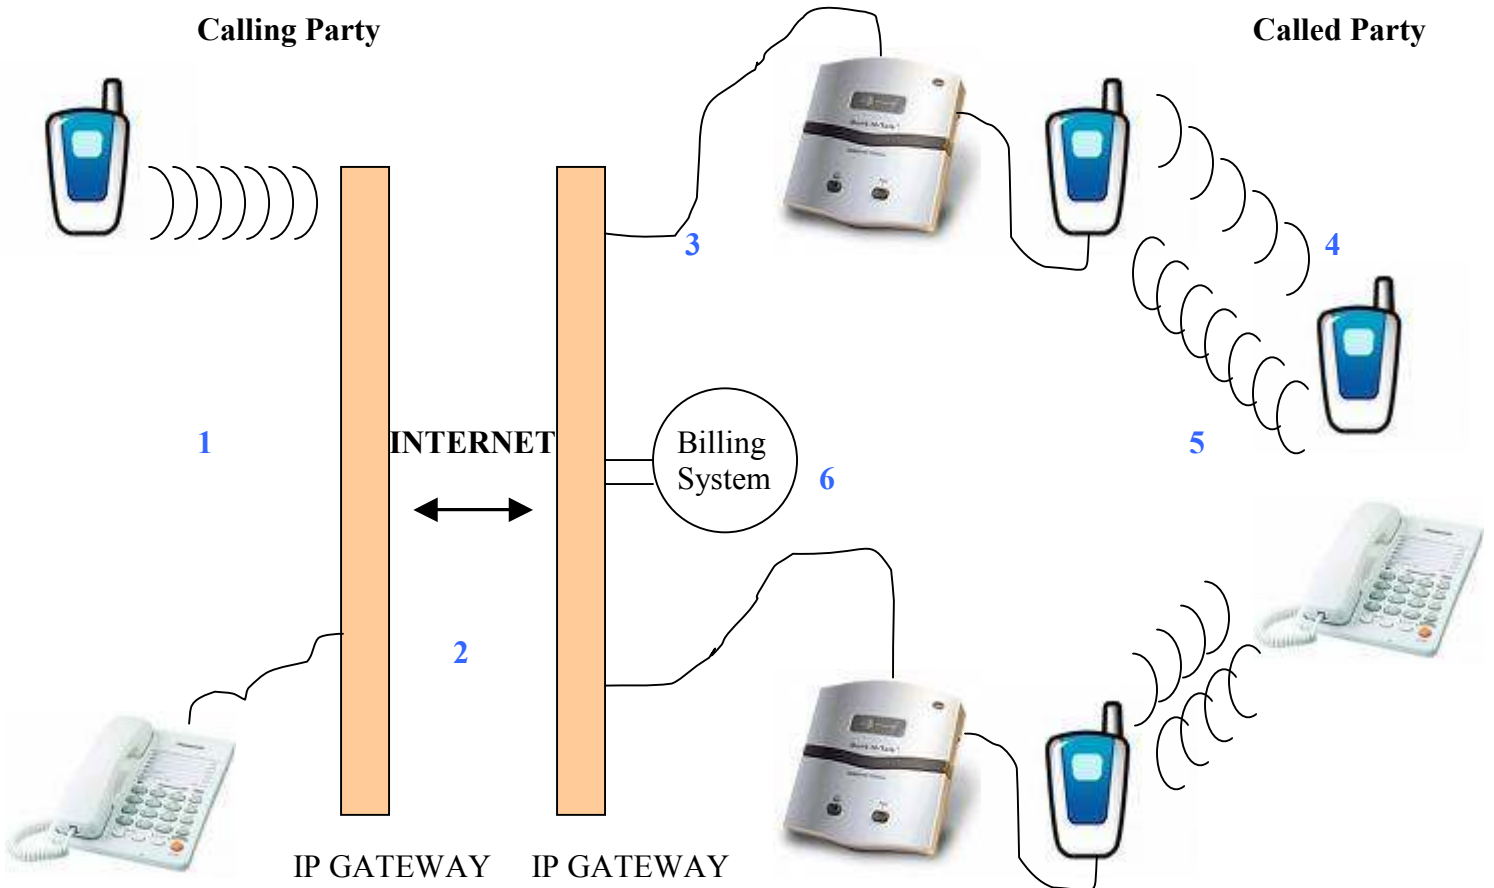 Calling Party
Called Party
3
4
1
INTERNET
Billing
System
5
6
2
IP GATEWAY
IP GATEWAY